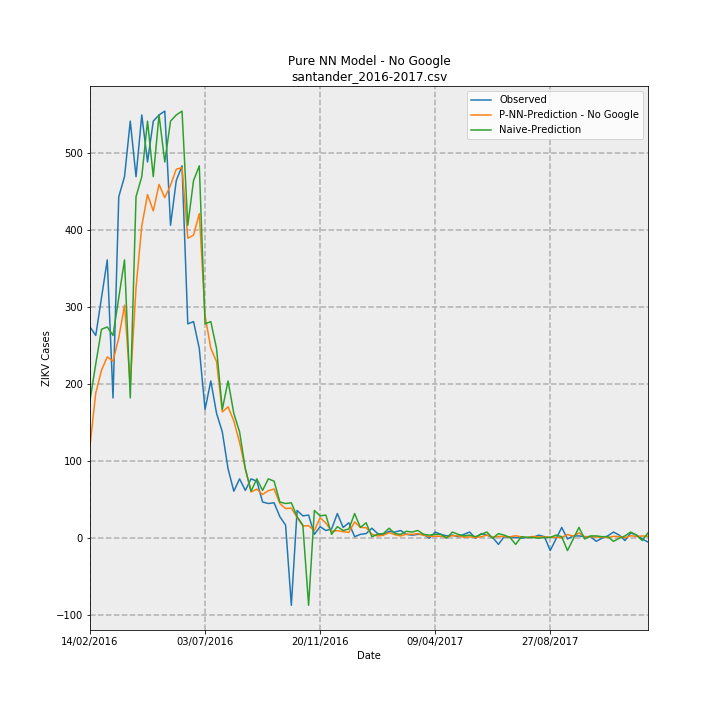 Pure NN Model - No Google
santander_2016-2017.csv
Observed
P-NN-Prediction - No Google
Naive-Prediction
ZIKV Cases
500
400
300
200
100
0
−100
14/02/2016
03/07/2016
20/11/2016
09/04/2017
27/08/2017
Date